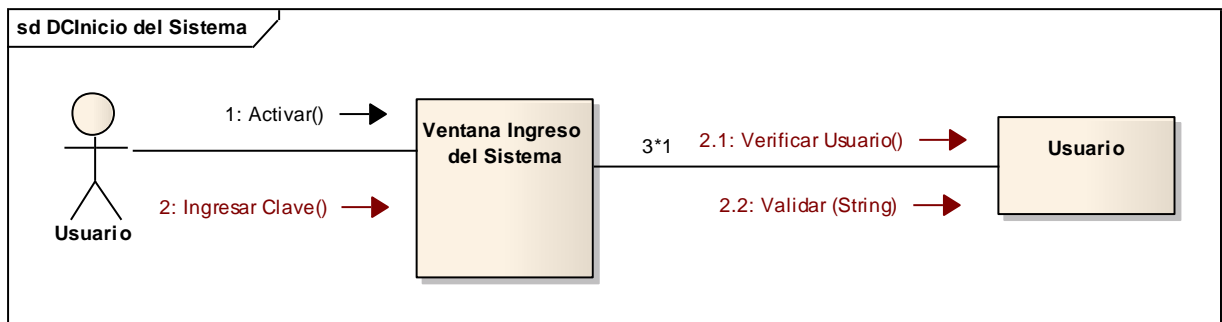 sd DCInicio del Sistema
1: Activar()
Ventana Ingreso
del Sistema
3*1
2.1: Verificar Usuario()
Usuario
2: Ingresar Clave()
2.2: Validar (String)
Usuario